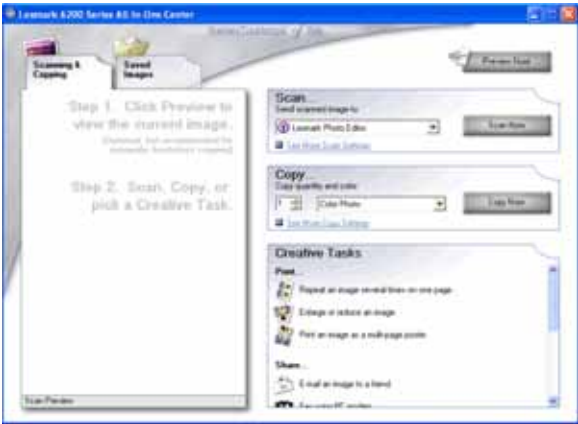 Lexmark 6200 Series All-In-One Center
Scanning &
Copying
Saved
Images
Preview Now
Step 1. Click Preview to
view the current image.
Step 2. Scan, Copy, or
pick a Creative Task.
Scan Preview
Scan...
Send scanned image to:
Lexmark Photo Editor
Scan Now
See More Scan Settings
Copy...
Copy quantity and color:
1
Color Photo
Copy Now
See More Copy Settings
Creative Tasks
Print...
Repeat an image several times on one page
Enlarge or reduce an image
Print an image as a multi-page poster
Share...
E-mail an image to a friend
Fax using PC modem